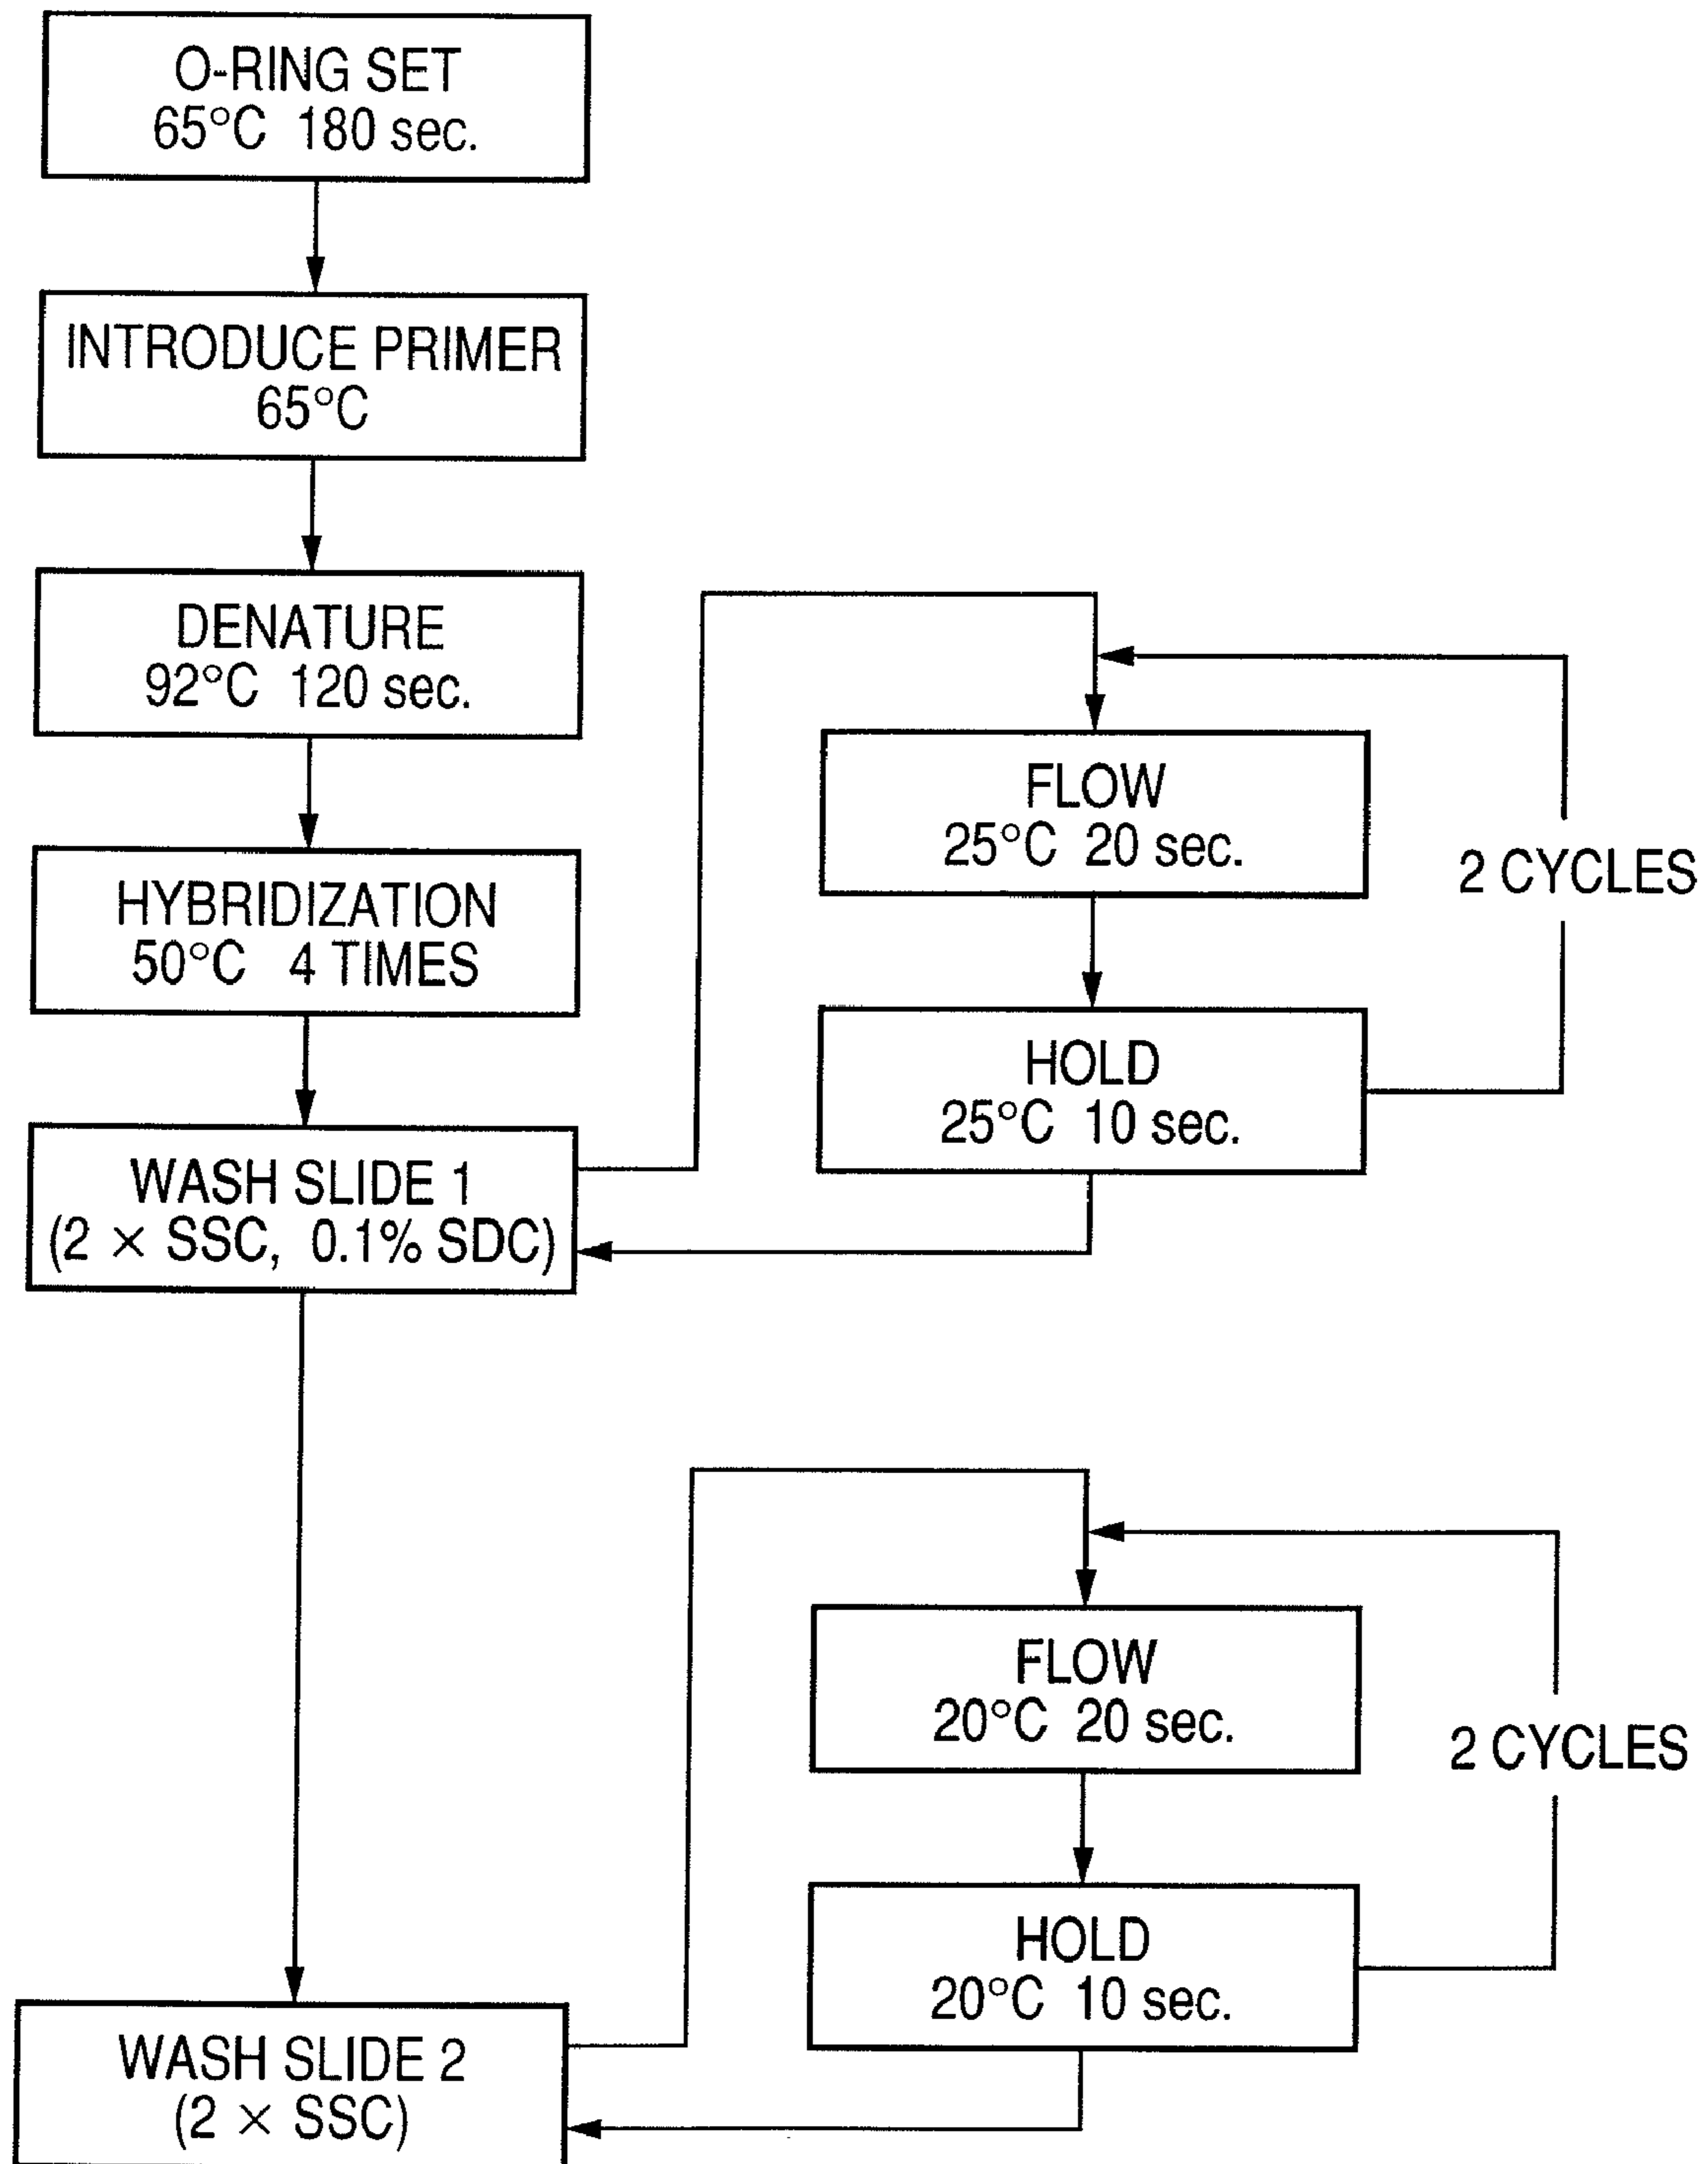 O-RING SET
65°C 180 sec.
INTRODUCE PRIMER
65°C
DENATURE
92°C 120 sec.
HYBRIDIZATION
50°C 4 TIMES
WASH SLIDE 1
(2 × SSC, 0.1% SDC)
FLOW
25°C 20 sec.
HOLD
25°C 10 sec.
2 CYCLES
WASH SLIDE 2
(2 × SSC)
FLOW
20°C 20 sec.
HOLD
20°C 10 sec.
2 CYCLES